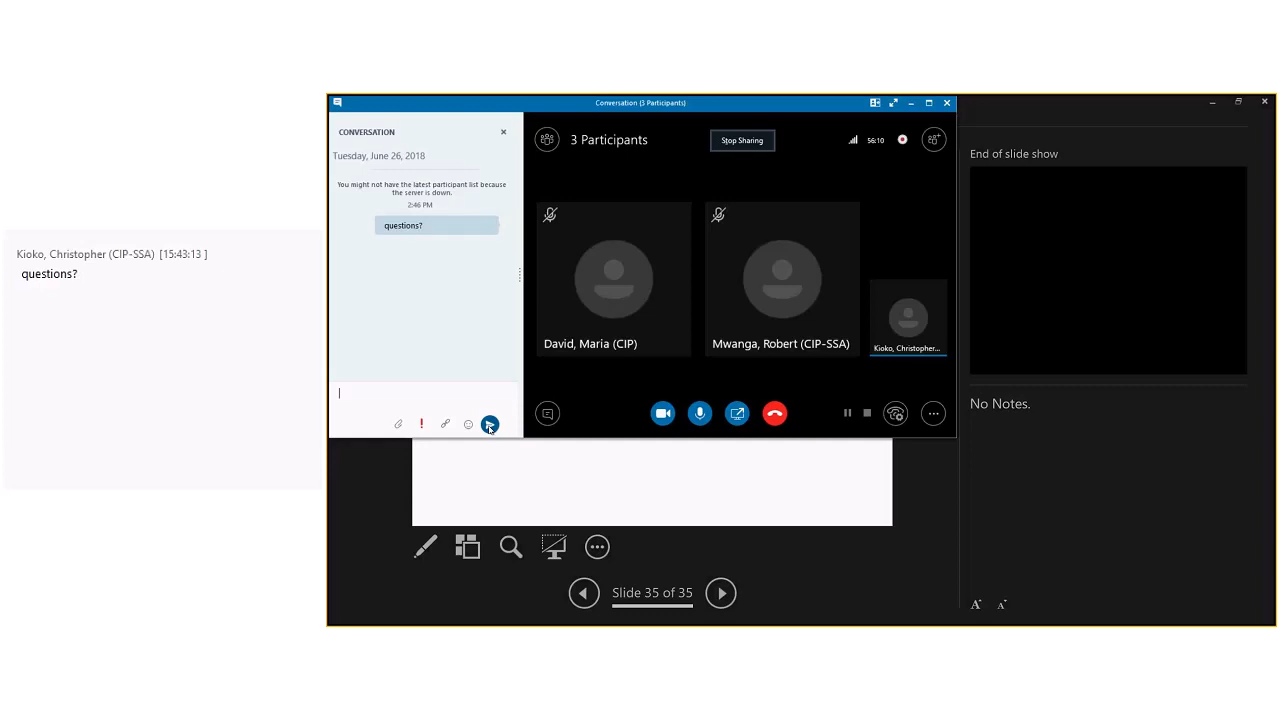 Kioko, Christopher (CIP-SSA) [15:43:13 ]
questions?
Conversation (3 Participants)
CONVERSATION
Tuesday, June 26, 2018
You might not have the latest participant list because
the server is down.
2:46 PM
questions?
3 Participants
Stop Sharing
56:10
David, Maria (CIP)
Mwanga, Robert (CIP-SSA)
Kioko, Christopher...
End of slide show
No Notes.
Slide 35 of 35
A A